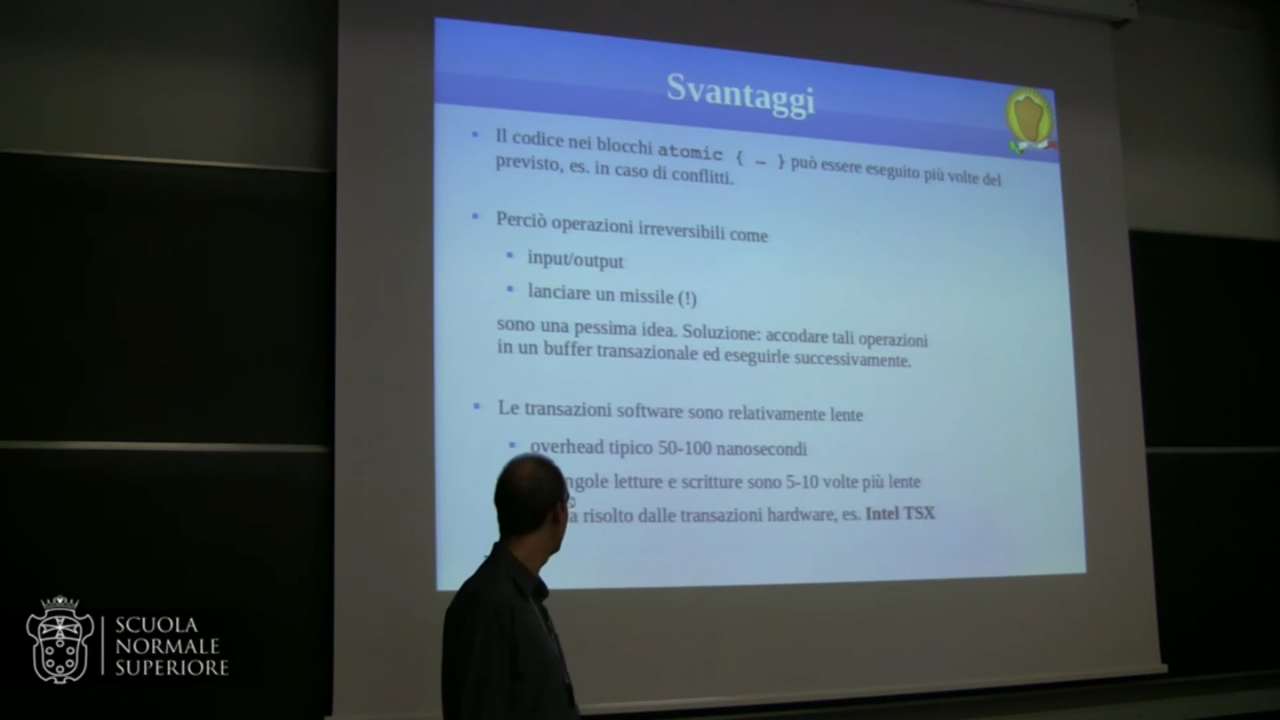 Svantaggi
Il codice nei blocchi atomic { … } può essere eseguito più volte del
previsto, es. in caso di conflitti.
Perciò operazioni irreversibili come
input/output
lanciare un missile (!)
sono una pessima idea. Soluzione: accodare tali operazioni
in un buffer transazionale ed eseguirle successivamente.
Le transazioni software sono relativamente lente
overhead tipico 50-100 nanosecondi
letture e scritture sono 5-10 volte più lente
risolto dalle transazioni hardware, es. Intel TSX
SCUOLA
NORMALE
SUPERIORE